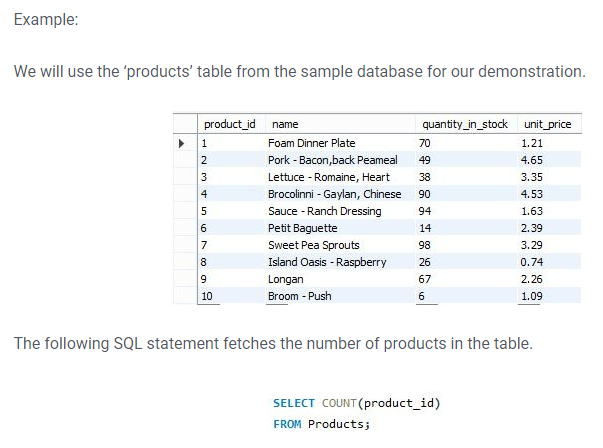 Example:
We will use the ‘products’ table from the sample database for our demonstration.
product_id name quantity_in_stock unit_price
1 Foam Dinner Plate 70 1.21
2 Pork - Bacon,back Peameal 49 4.65
3 Lettuce - Romaine, Heart 38 3.35
4 Brocolinni - Gaylan, Chinese 90 4.53
5 Sauce - Ranch Dressing 94 1.63
6 Petit Baguette 14 2.39
7 Sweet Pea Sprouts 98 3.29
8 Island Oasis - Raspberry 26 0.74
9 Longan 67 2.26
10 Broom - Push 6 1.09
The following SQL statement fetches the number of products in the table.
SELECT COUNT(product_id)
FROM Products;